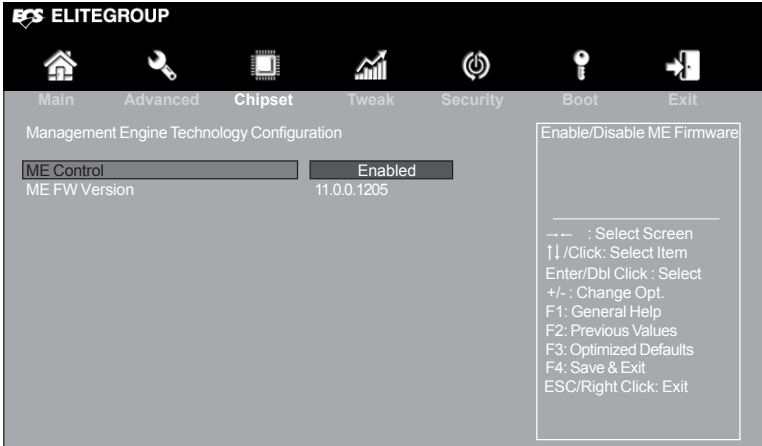 ECS ELITEGROUP
Main Advanced Chipset Tweak Security Boot Exit
Management Engine Technology Configuration
ME Control Enabled
ME FW Version 11.0.0.1205
Enable/Disable ME Firmware
→← : Select Screen
↑↓/Click: Select Item
Enter/Dbl Click : Select
+/- : Change Opt.
F1: General Help
F2: Previous Values
F3: Optimized Defaults
F4: Save & Exit
ESC/Right Click: Exit